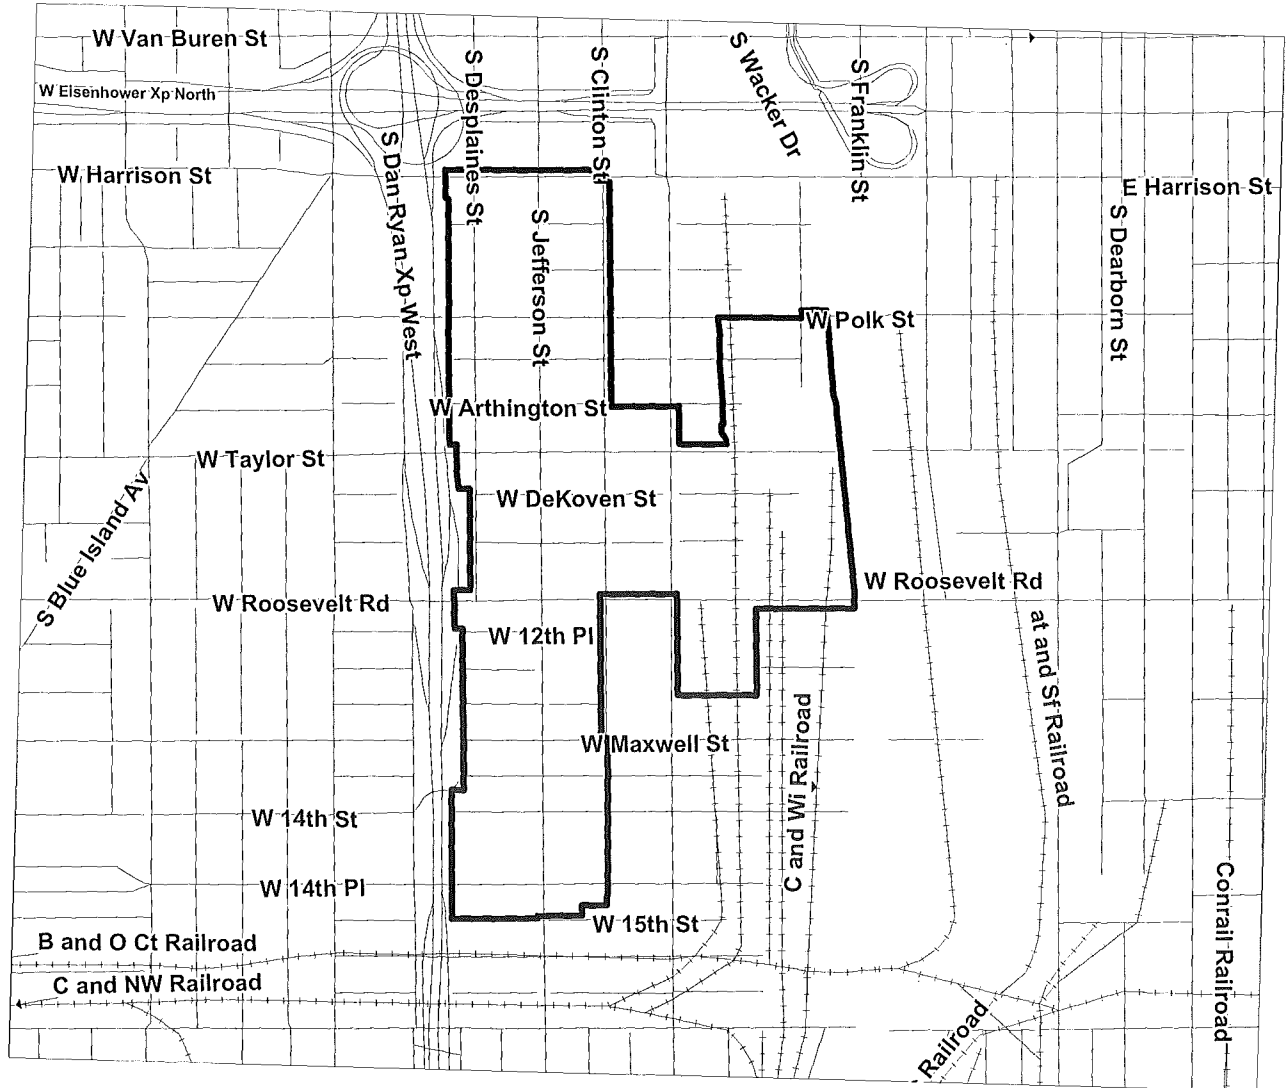 W Van Buren St
W Eisenhower Xp North
W Harrison St
S Dan Ryan Xp West
S Desplaines St
S Clinton St
S Jefferson St
S Wacker Dr
S Franklin St
E Harrison St
S Dearborn St
W Polk St
W Arthington St
W Taylor St
W DeKoven St
S Blue Island Av
W Roosevelt Rd
W Roosevelt Rd
W 12th Pl
at and Sf Railroad
W Maxwell St
C and Wi Railroad
W 14th St
W 14th Pl
W 15th St
Conrail Railroad
B and O Ct Railroad
C and NW Railroad
Railroad